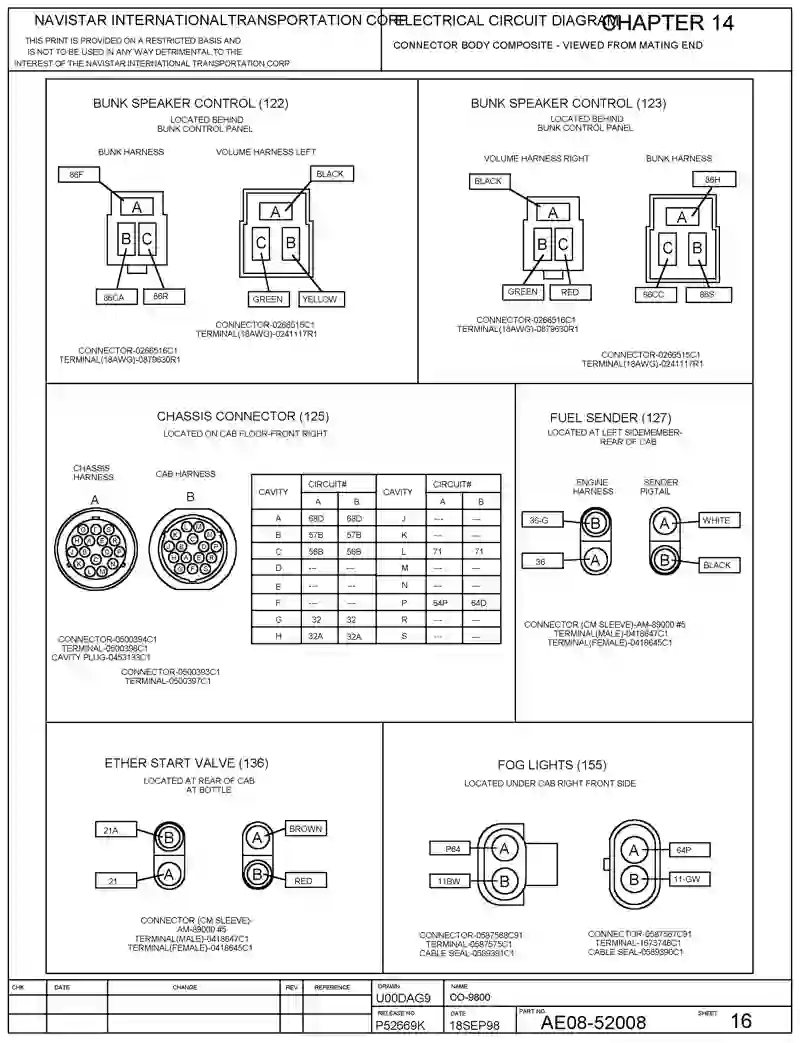 NAVISTAR INTERNATIONALTRANSPORTATION CORP.
THIS PRINT IS PROVIDED ON A RESTRICTED BASIS AND
IS NOT TO BE USED IN ANY WAY DETRIMENTAL TO THE
INTEREST OF THE NAVISTAR INTERNATIONAL TRANSPORTATION CORP
ELECTRICAL CIRCUIT DIAGRAM
CHAPTER 14
CONNECTOR BODY COMPOSITE - VIEWED FROM MATING END
BUNK SPEAKER CONTROL (122)
LOCATED BEHIND
BUNK CONTROL PANEL
BUNK HARNESS
VOLUME HARNESS LEFT
86F
BLACK
A
A
B C
C B
86CA
86R
GREEN
YELLOW
CONNECTOR-0266515C1
TERMINAL(18AWG)-0241117R1
CONNECTOR-0266516C1
TERMINAL(18AWG)-0879630R1
BUNK SPEAKER CONTROL (123)
LOCATED BEHIND
BUNK CONTROL PANEL
VOLUME HARNESS RIGHT
BUNK HARNESS
BLACK
86H
A
A
B C
C B
GREEN
RED
86CC
86S
CONNECTOR-0266516C1
TERMINAL(18AWG)-0879630R1
CONNECTOR-0266515C1
TERMINAL(18AWG)-0241117R1
CHASSIS CONNECTOR (125)
LOCATED ON CAB FLOOR-FRONT RIGHT
CHASSIS
HARNESS
CAB HARNESS
A
B
CAVITY CIRCUIT# CAVITY CIRCUIT#
A B A B
A 68D 68D J --- ---
B 57B 57B K --- ---
C 56B 56B L 71 71
D --- --- M --- ---
E --- --- N --- ---
F --- --- P 64P 64D
G 32 32 R --- ---
H 32A 32A S --- ---
CONNECTOR-0500394C1
TERMINAL-0500398C1
CAVITY PLUG-0453133C1
CONNECTOR-0500393C1
TERMINAL-0500397C1
FUEL SENDER (127)
LOCATED AT LEFT SIDEMEMBER-
REAR OF CAB
ENGINE
HARNESS
SENDER
PIGTAIL
36-G
B
A
WHITE
36
A
B
BLACK
CONNECTOR (CM SLEEVE)-AM-89000 #5
TERMINAL(MALE)-0418647C1
TERMINAL(FEMALE)-0418645C1
ETHER START VALVE (136)
LOCATED AT REAR OF CAB
AT BOTTLE
21A
B
A
BROWN
21
A
B
RED
CONNECTOR (CM SLEEVE)-
AM-89000 #5
TERMINAL(MALE)-0418647C1
TERMINAL(FEMALE)-0418645C1
FOG LIGHTS (155)
LOCATED UNDER CAB RIGHT FRONT SIDE
P64
A
A
64P
11BW
B
B
11-GW
CONNECTOR-0587568C91
TERMINAL-0587575C1
CABLE SEAL-0589391C1
CONNECTOR-0587567C91
TERMINAL-1673748C1
CABLE SEAL-0589390C1
CHK DATE CHANGE REV REFERENCE
DRAWN
U00DAG9
NAME
CO-9800
RELEASE NO.
P52669K
DATE
18SEP98
PART NO.
AE08-52008
SHEET
16